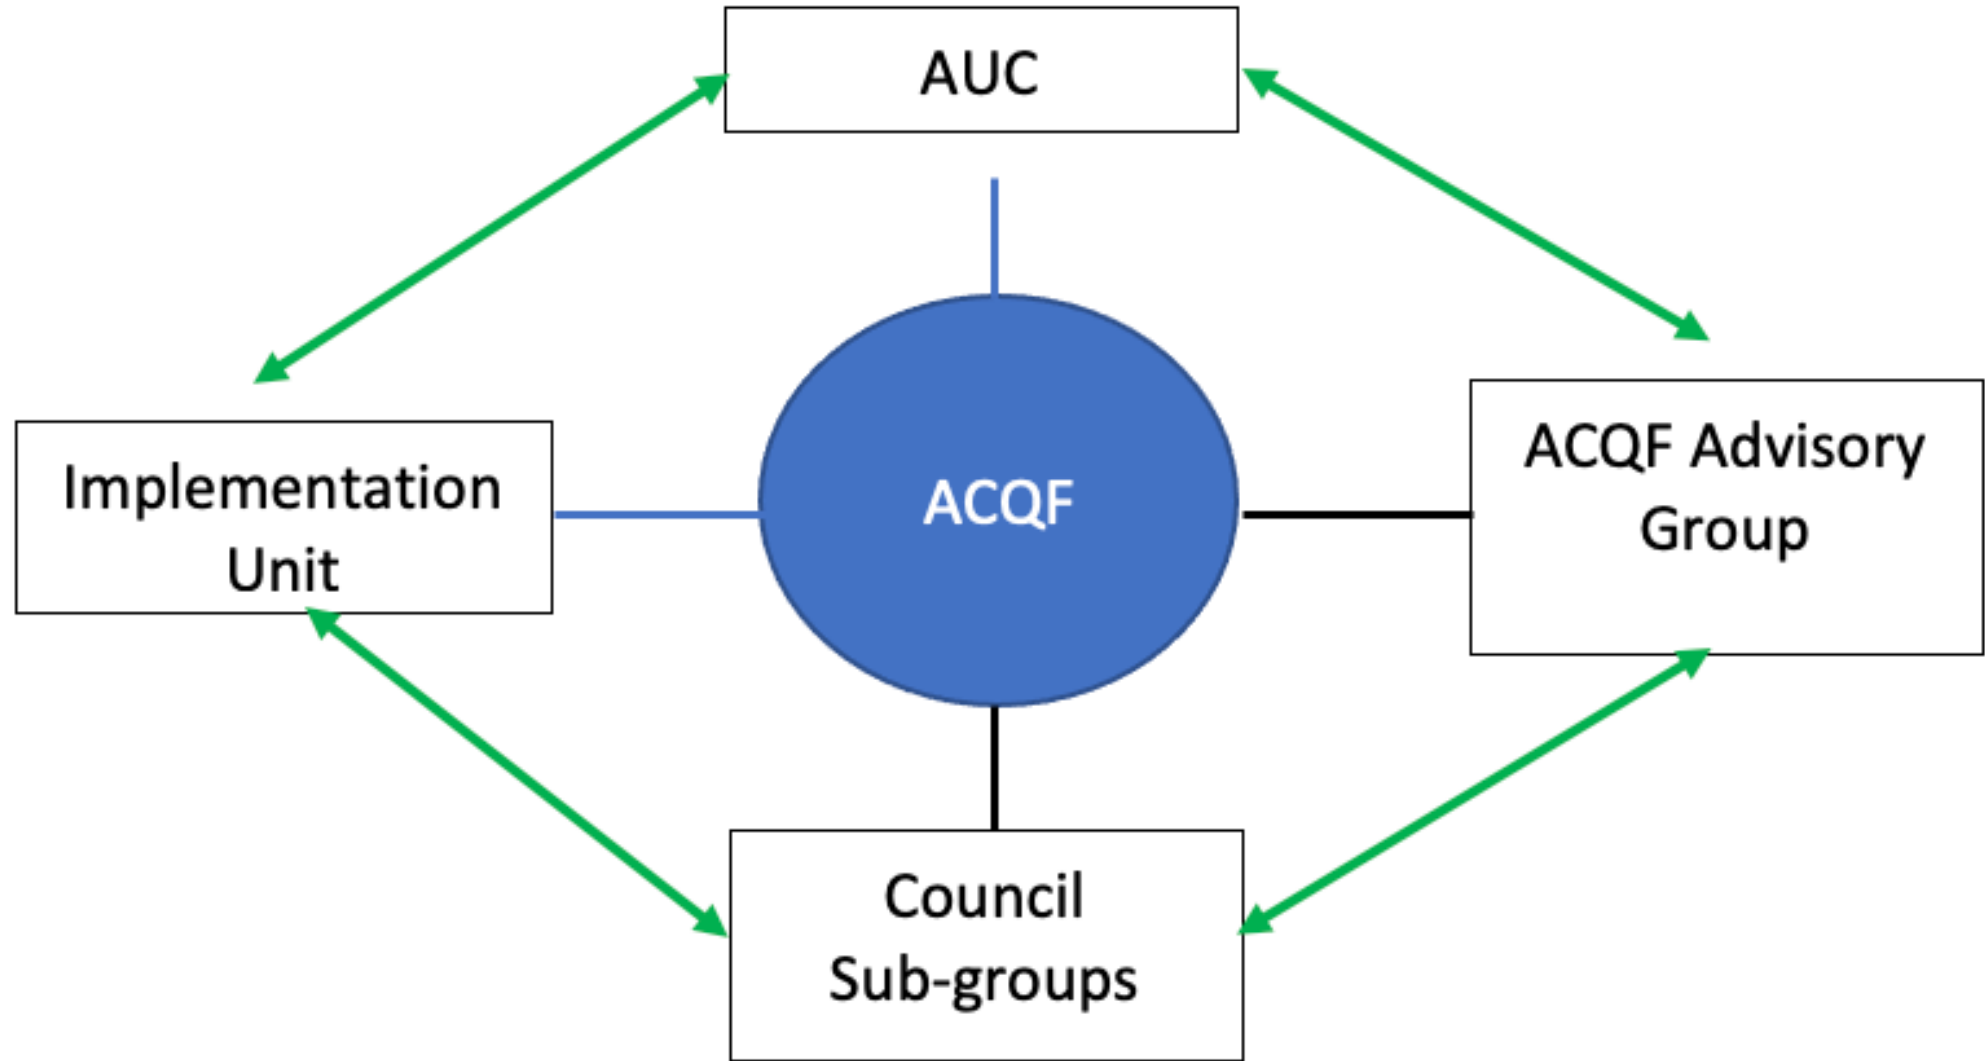 AUC
Implementation
Unit
ACQF
ACQF Advisory
Group
Council
Sub-groups